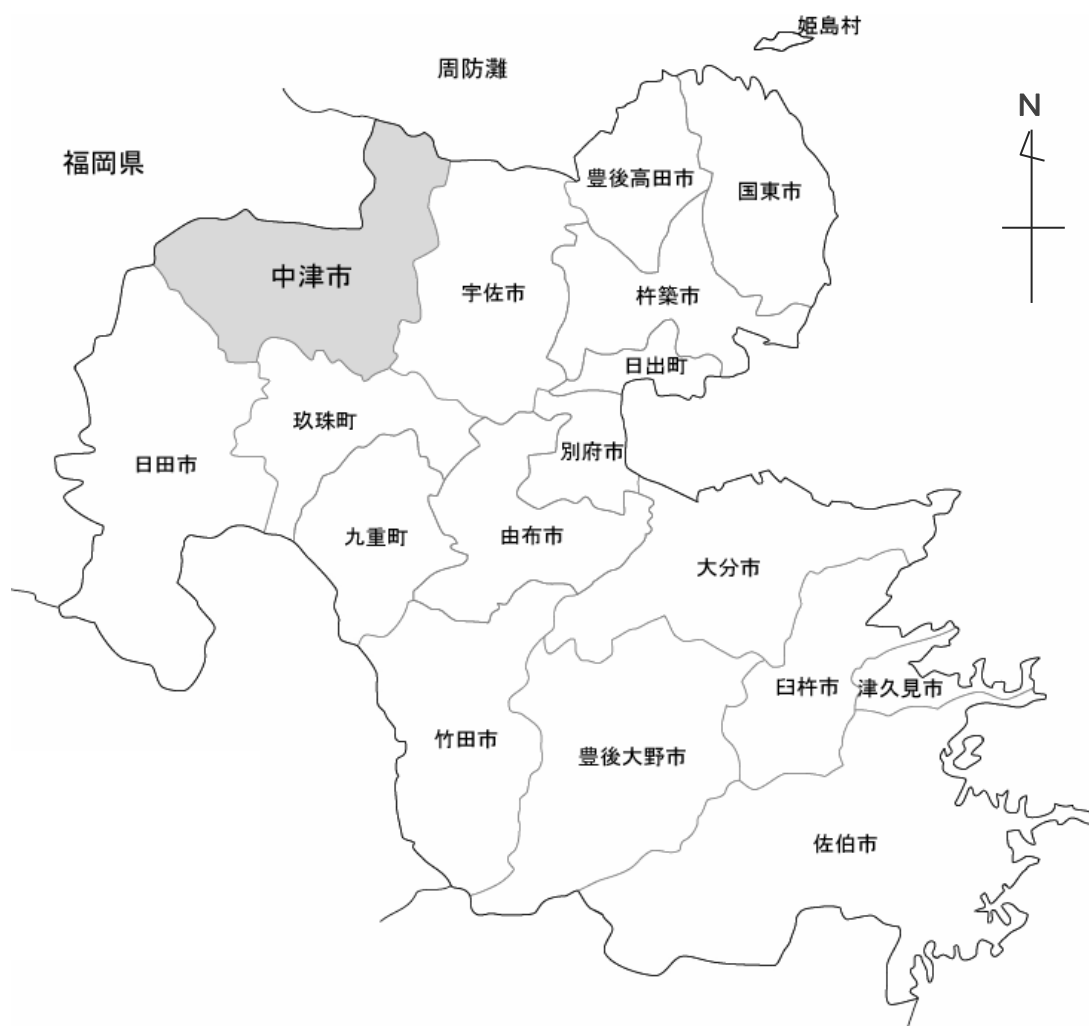 姫島村
周防灘
N
福岡県
豊後高田市
国東市
中津市
宇佐市
杵築市
日出町
玖珠町
別府市
日田市
九重町
由布市
大分市
臼杵市
津久見市
竹田市
豊後大野市
佐伯市